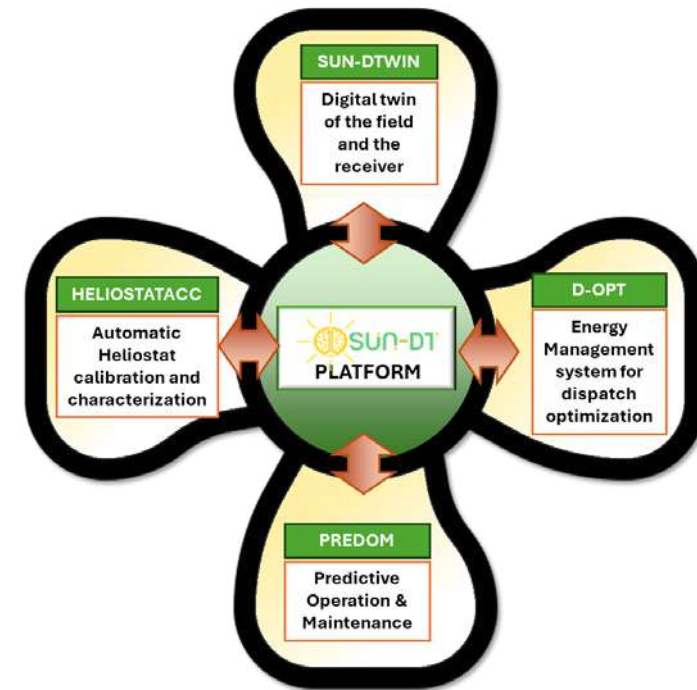 SUN-DTWIN
Digital twin
of the field
and the
receiver
HELIOSTATACC
Automatic
Heliostat
calibration and
characterization
SUN-DT
PLATFORM
D-OPT
Energy
Management
system for
dispatch
optimization
PREDOM
Predictive
Operation &
Maintenance